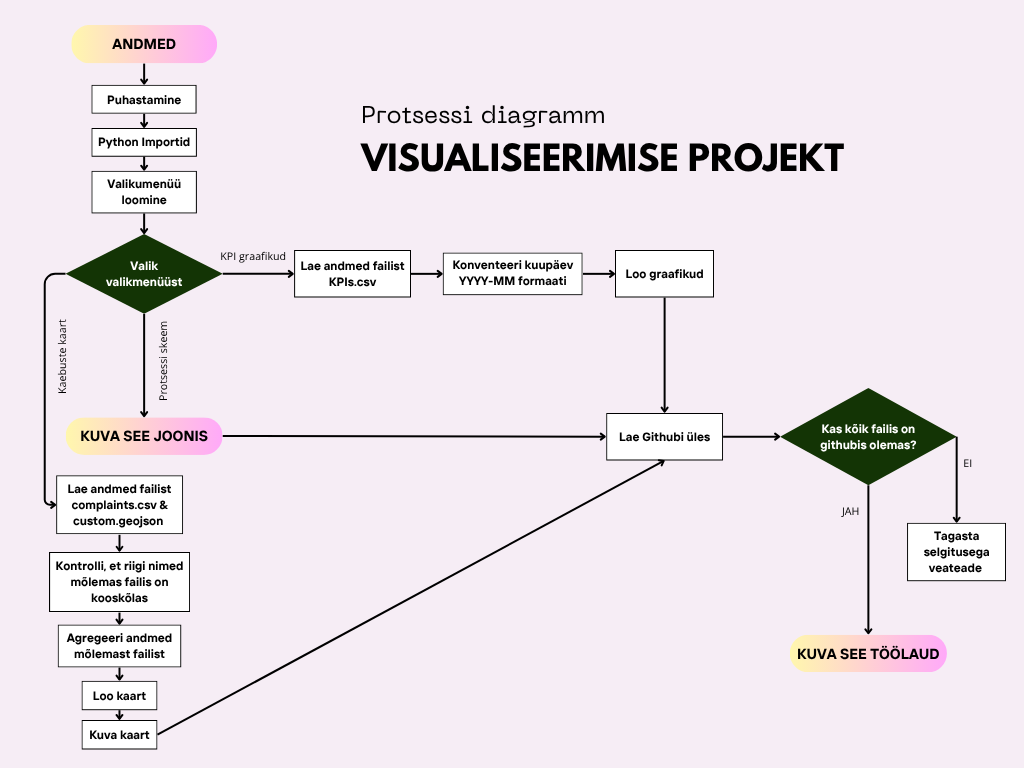 ANDMED
Puhastamine
Python Importid
Valikumenüü
loomine
Protsessi diagramm
VISUALISEERIMISE PROJEKT
Valik
valikmenüüst
KPI graafikud
Lae andmed failist
KPIs.csv
Konventeeri kuupäev
YYYY-MM formaati
Loo graafikud
Kaebuste kaart
Protsessi skeem
KUVA SEE JOONIS
Lae Githubi üles
Kas kõik failis on
githubis olemas?
EI
JAH
Tagasta
selgitusega
veateade
KUVA SEE TÖÖLAUD
Lae andmed failist
complaints.csv &
custom.geojson
Kontrolli, et riigi nimed
mõlemas failis on
kooskõlas
Agregeeri andmed
mõlemast failist
Loo kaart
Kuva kaart